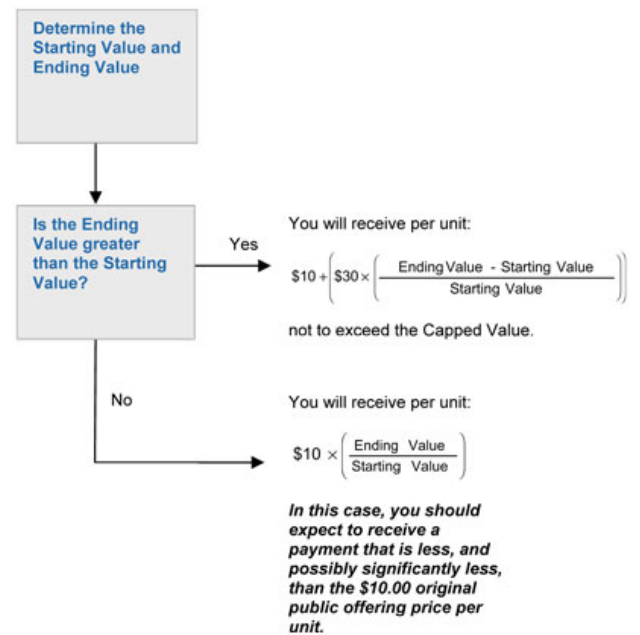 Determine the
Starting Value and
Ending Value
Is the Ending
Value greater
than the Starting
Value?
Yes
You will receive per unit:
$10 + ( $30 × ( Ending Value - Starting Value
Starting Value ))
not to exceed the Capped Value.
No
You will receive per unit:
$10 × ( Ending Value
Starting Value )
In this case, you should
expect to receive a
payment that is less, and
possibly significantly less,
than the $10.00 original
public offering price per
unit.